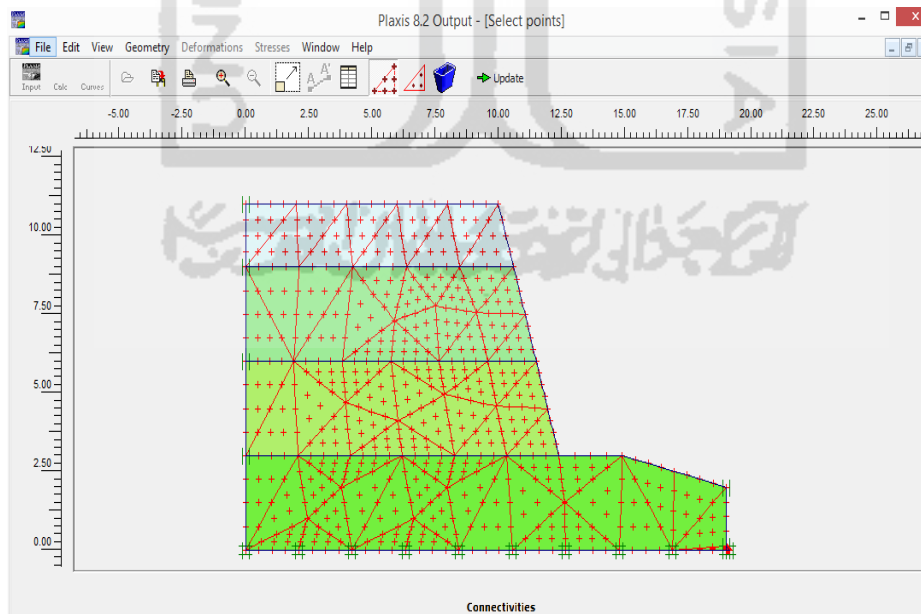 Plaxis 8.2 Output - [Select points]
File Edit View Geometry Deformations Stresses Window Help
Input Calc Curves Update
-5.00 -2.50 0.00 2.50 5.00 7.50 10.00 12.50 15.00 17.50 20.00 22.50 25.00
12.50
10.00
7.50
5.00
2.50
0.00
Connectivities